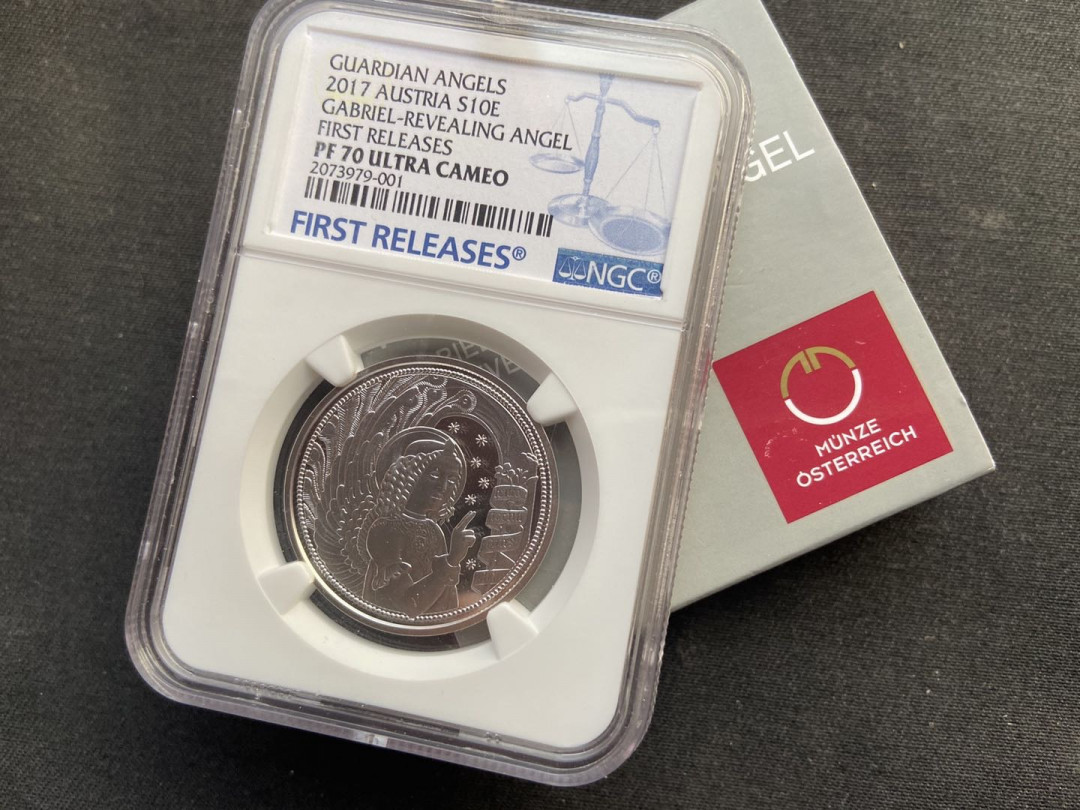 GUARDIAN ANGELS
2017 AUSTRIA S10E
GABRIEL-REVEALING ANGEL
FIRST RELEASES
PF 70 ULTRA CAMEO
2073979-001
FIRST RELEASES®
NGC®
GEL
MÜNZE
ÖSTERREICH